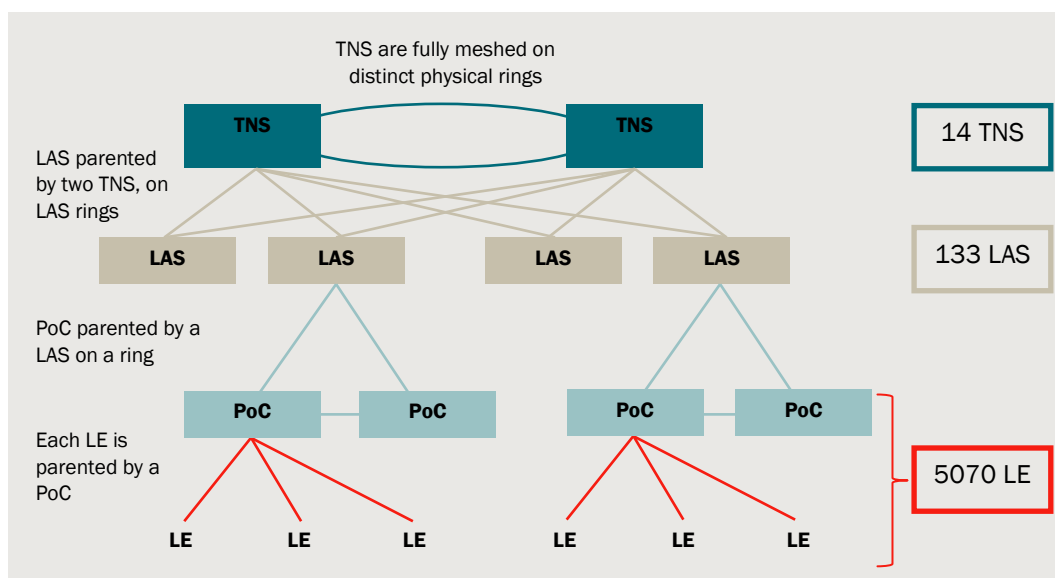 TNS are fully meshed on
distinct physical rings
TNS
TNS
14 TNS
LAS parented
by two TNS, on
LAS rings
LAS
LAS
LAS
LAS
133 LAS
PoC parented by a
LAS on a ring
PoC
PoC
PoC
PoC
Each LE is
parented by a
PoC
5070 LE
LE
LE
LE
LE
LE
LE